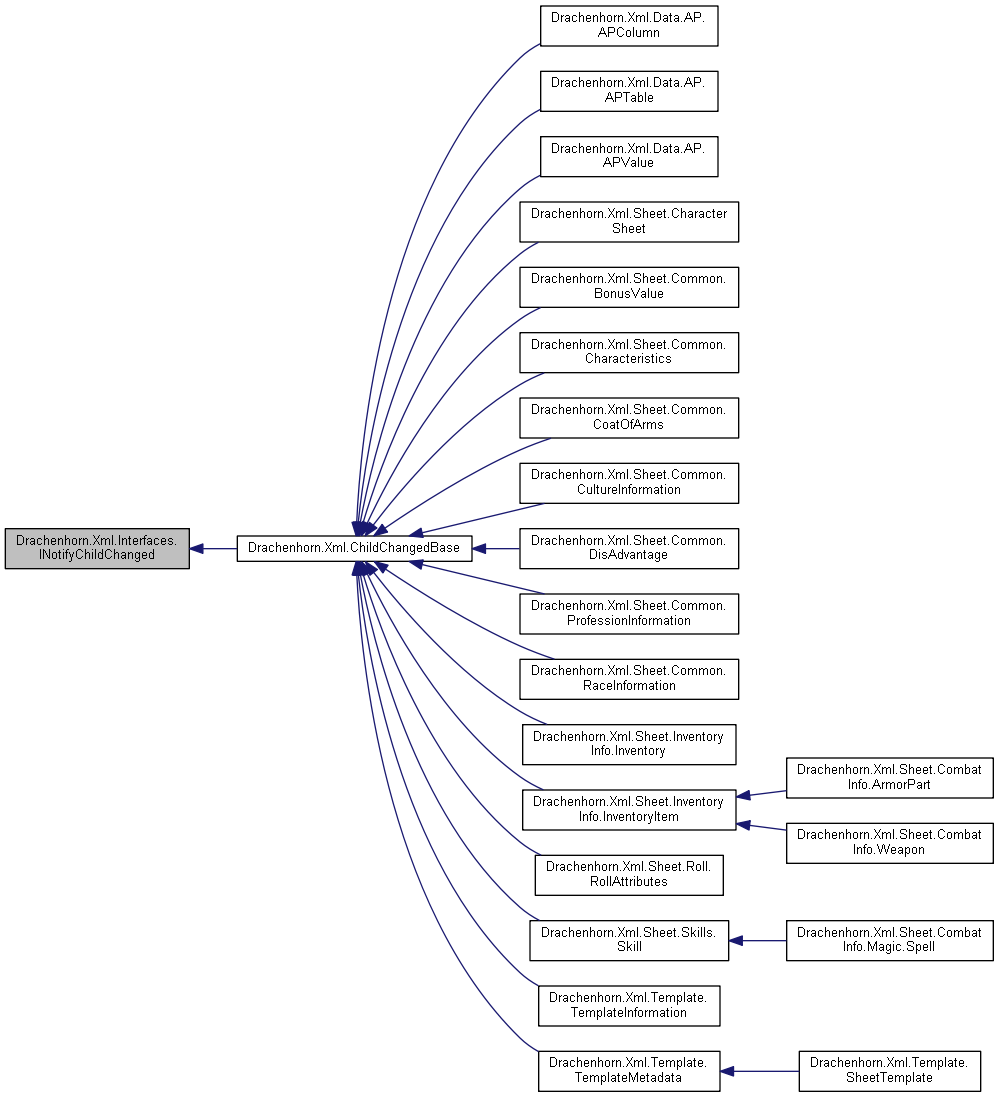 Drachenhorn.Xml.Data.AP.
APColumn
Drachenhorn.Xml.Data.AP.
APTable
Drachenhorn.Xml.Data.AP.
APValue
Drachenhorn.Xml.Sheet.Character
Sheet
Drachenhorn.Xml.Sheet.Common.
BonusValue
Drachenhorn.Xml.Sheet.Common.
Characteristics
Drachenhorn.Xml.Sheet.Common.
CoatOfArms
Drachenhorn.Xml.Sheet.Common.
CultureInformation
Drachenhorn.Xml.Interfaces.
INotifyChildChanged
Drachenhorn.Xml.ChildChangedBase
Drachenhorn.Xml.Sheet.Common.
DisAdvantage
Drachenhorn.Xml.Sheet.Common.
ProfessionInformation
Drachenhorn.Xml.Sheet.Common.
RaceInformation
Drachenhorn.Xml.Sheet.Inventory
Info.Inventory
Drachenhorn.Xml.Sheet.Inventory
Info.InventoryItem
Drachenhorn.Xml.Sheet.Combat
Info.ArmorPart
Drachenhorn.Xml.Sheet.Combat
Info.Weapon
Drachenhorn.Xml.Sheet.Roll.
RollAttributes
Drachenhorn.Xml.Sheet.Skills.
Skill
Drachenhorn.Xml.Sheet.Combat
Info.Magic.Spell
Drachenhorn.Xml.Template.
TemplateInformation
Drachenhorn.Xml.Template.
TemplateMetadata
Drachenhorn.Xml.Template.
SheetTemplate